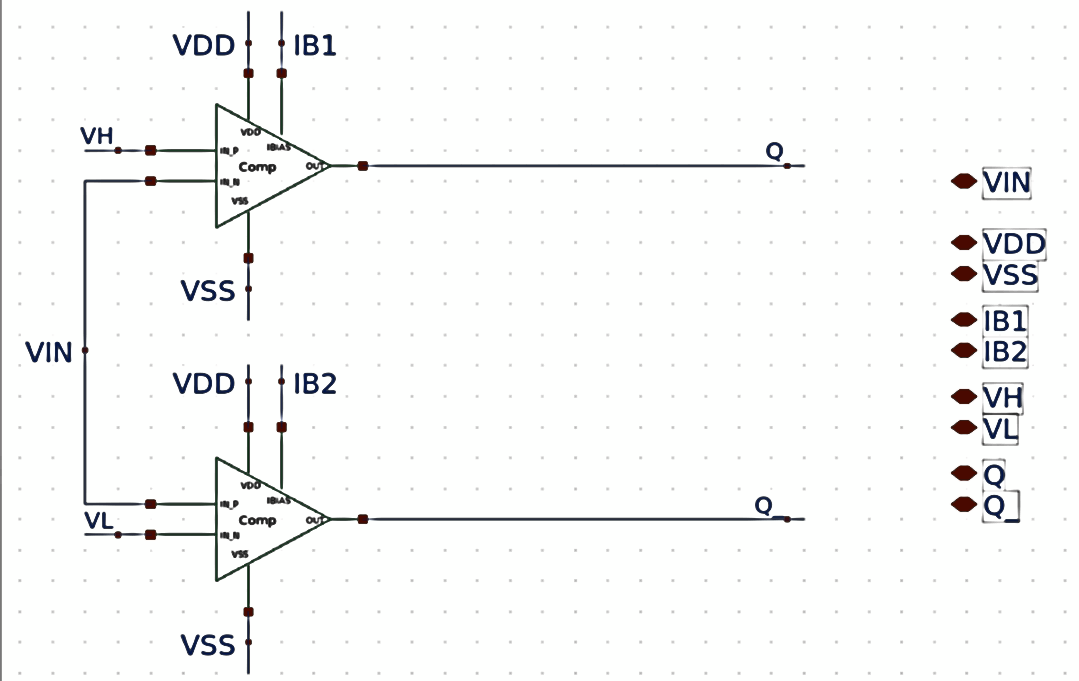 VDD IB1
VH
VDD
IBIAS
IN_P
Comp
OUT
IN_N
VSS
Q
VSS
VIN
VDD IB2
VL
VDD
IBIAS
IN_P
Comp
OUT
IN_N
VSS
Q_
VSS
VIN
VDD
VSS
IB1
IB2
VH
VL
Q
Q_